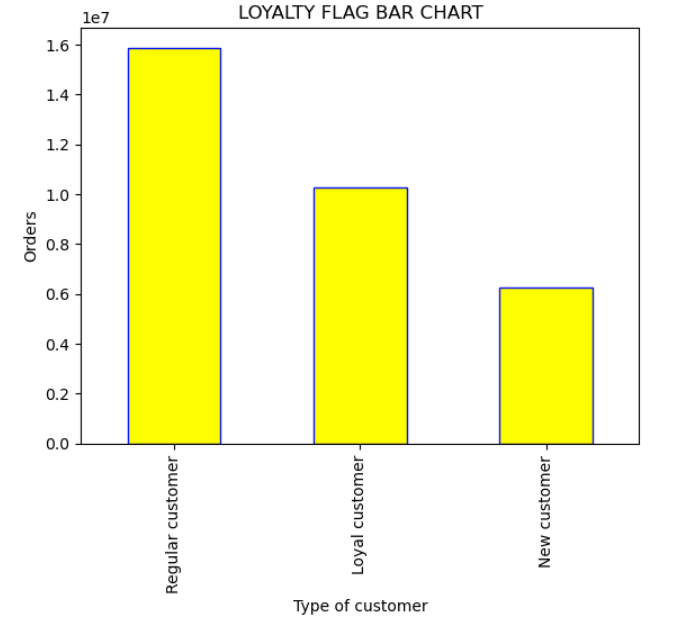 LOYALTY FLAG BAR CHART
1e7
1.6
1.4
1.2
1.0
0.8
0.6
0.4
0.2
0.0
Orders
Regular customer
Loyal customer
New customer
Type of customer